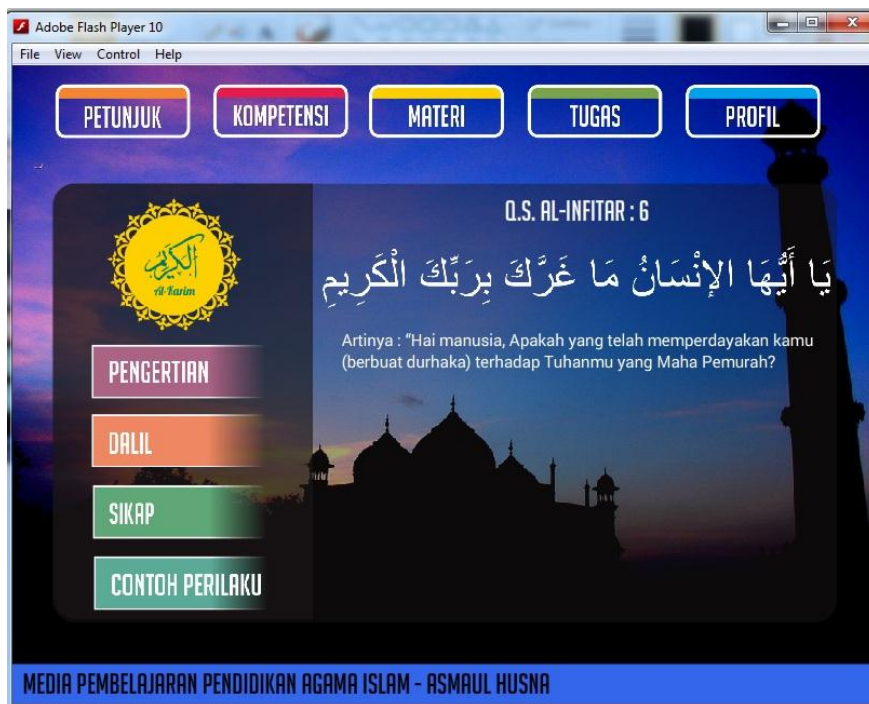 Adobe Flash Player 10
File View Control Help
PETUNJUK
KOMPETENSI
MATERI
TUGAS
PROFIL
الْكَرِيْمُ
Al-Karim
PENGERTIAN
DALIL
SIKAP
CONTOH PERILAKU
Q.S. AL-INFITAR : 6
يَا أَيُّهَا الإنْسَانُ مَا غَرَّكَ بِرَبِّكَ الْكَرِيمِ
Artinya : "Hai manusia, Apakah yang telah memperdayakan kamu
(berbuat durhaka) terhadap Tuhanmu yang Maha Pemurah?
MEDIA PEMBELAJARAN PENDIDIKAN AGAMA ISLAM - ASMAUL HUSNA